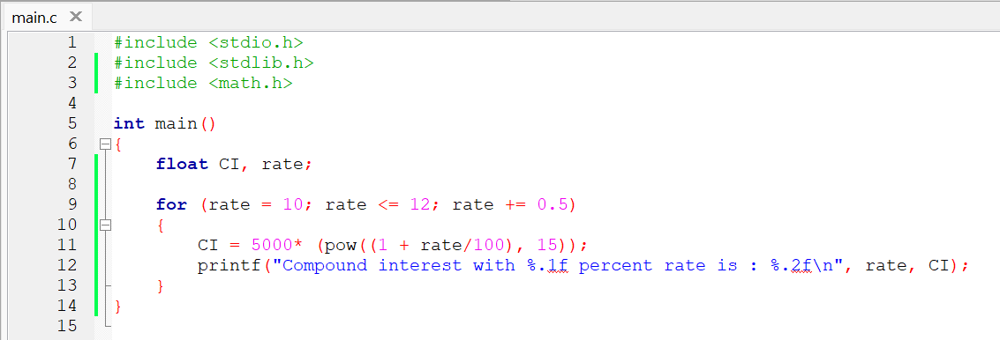 main.c ×
1 #include <stdio.h>
2 #include <stdlib.h>
3 #include <math.h>
4
5 int main()
6 {
7     float CI, rate;
8
9     for (rate = 10; rate <= 12; rate += 0.5)
10     {
11         CI = 5000* (pow((1 + rate/100), 15));
12         printf("Compound interest with %.1f percent rate is : %.2f\n", rate, CI);
13     }
14 }
15